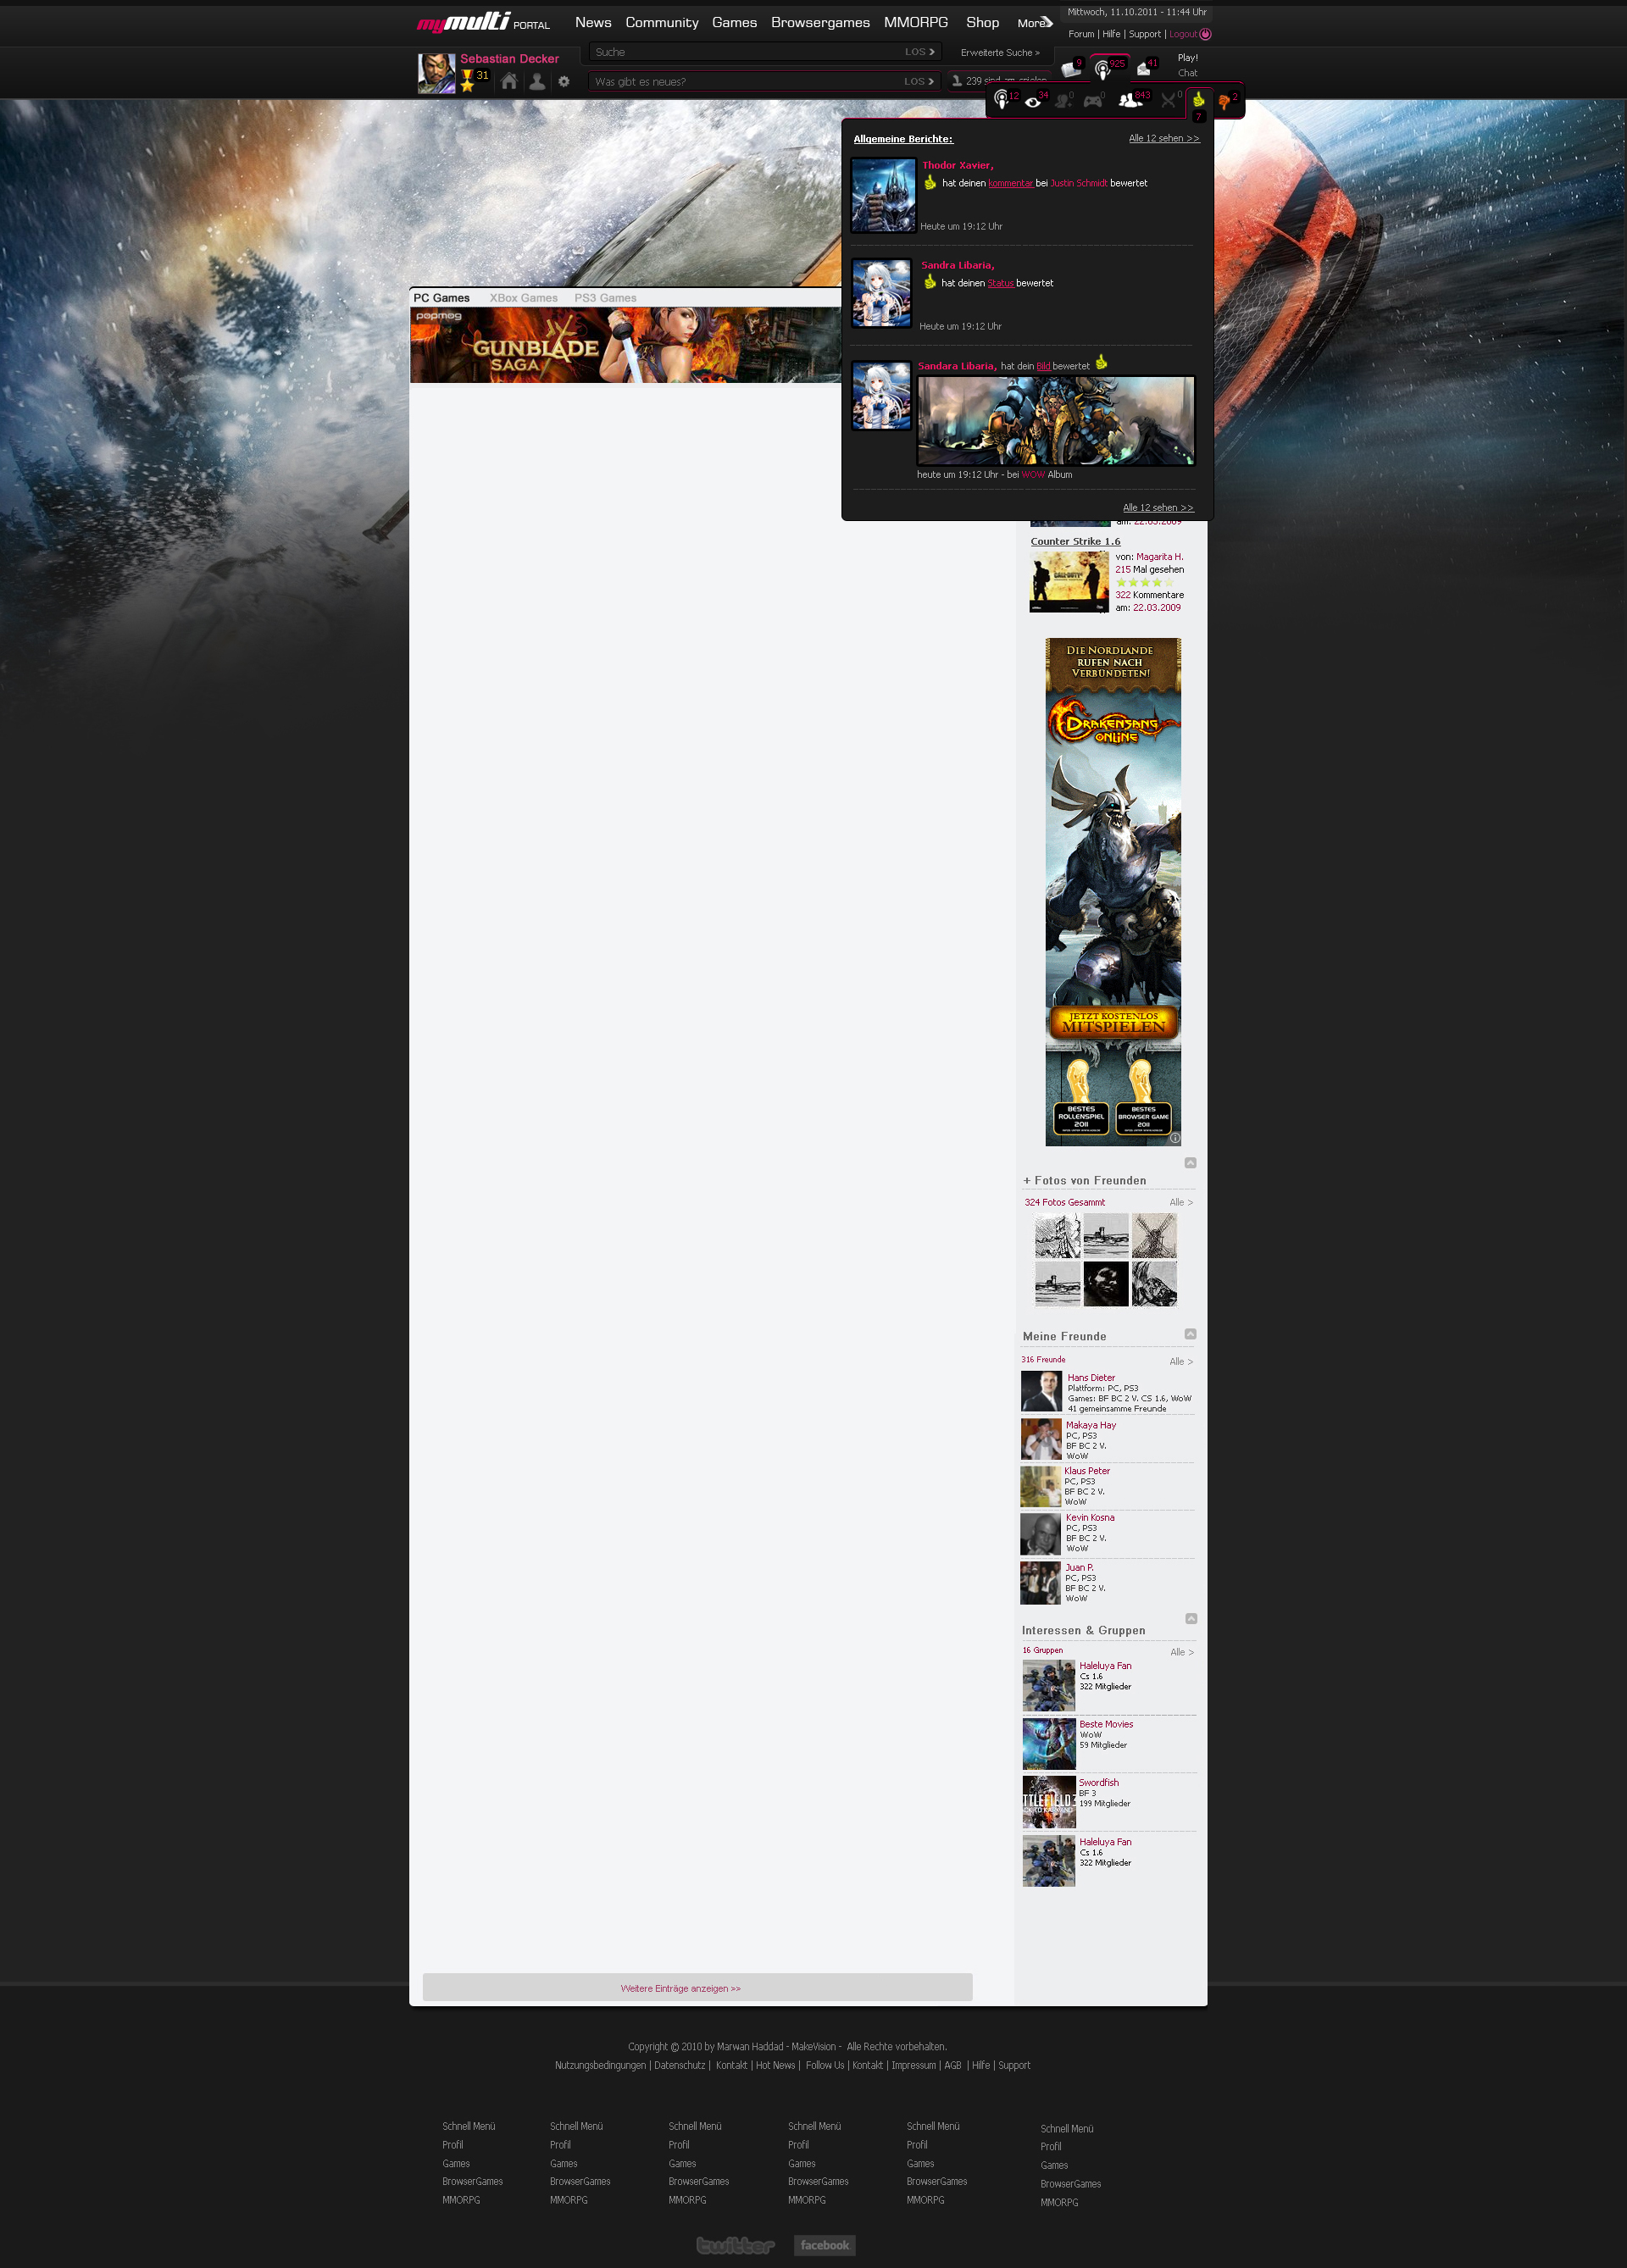 mymulti PORTAL
News Community Games Browsergames MMORPG Shop More
Mittwoch, 11.10.2011 - 11:44 Uhr
Forum | Hilfe | Support | Logout
Suche LOS
Erweiterte Suche >
Sebastian Decker
31
Was gibt es neues? LOS
239 sind am spielen
9 925 41
Play!
Chat
12 34 0 0 843 0 7 2
Allgemeine Berichte: Alle 12 sehen >>
Thodor Xavier,
hat deinen kommentar bei Justin Schmidt bewertet
Heute um 19:12 Uhr
Sandra Libaria,
hat deinen Status bewertet
Heute um 19:12 Uhr
Sandara Libaria, hat dein Bild bewertet
heute um 19:12 Uhr - bei WOW Album
Alle 12 sehen >>
PC Games XBox Games PS3 Games
popmog
GUNBLADE
SAGA
am: 22.03.2009
Counter Strike 1.6
von: Magarita H.
215 Mal gesehen
322 Kommentare
am: 22.03.2009
DIE NORDLANDE
RUFEN NACH
VERBÜNDETEN!
DRAKENSANG
ONLINE
JETZT KOSTENLOS
MITSPIELEN
BESTES
ROLLENSPIEL
2011
BESTES
BROWSER GAME
2011
+ Fotos von Freunden
324 Fotos Gesammt Alle >
Meine Freunde
316 Freunde Alle >
Hans Dieter
Plattform: PC, PS3
Games: BF BC 2 V. CS 1.6, WoW
41 gemeinsamme Freunde
Makaya Hay
PC, PS3
BF BC 2 V.
WoW
Klaus Peter
PC, PS3
BF BC 2 V.
WoW
Kevin Kosna
PC, PS3
BF BC 2 V.
WoW
Juan P.
PC, PS3
BF BC 2 V.
WoW
Interessen & Gruppen
16 Gruppen Alle >
Haleluya Fan
Cs 1.6
322 Mitglieder
Beste Movies
WoW
59 Mitglieder
Swordfish
BF 3
199 Mitglieder
Haleluya Fan
Cs 1.6
322 Mitglieder
Weitere Einträge anzeigen >>
Copyright © 2010 by Marwan Haddad - MakeVision - Alle Rechte vorbehalten.
Nutzungsbedingungen | Datenschutz | Kontakt | Hot News | Follow Us | Kontakt | Impressum | AGB | Hilfe | Support
Schnell Menü Schnell Menü Schnell Menü Schnell Menü Schnell Menü Schnell Menü
Profil Profil Profil Profil Profil Profil
Games Games Games Games Games Games
BrowserGames BrowserGames BrowserGames BrowserGames BrowserGames BrowserGames
MMORPG MMORPG MMORPG MMORPG MMORPG MMORPG
twitter facebook